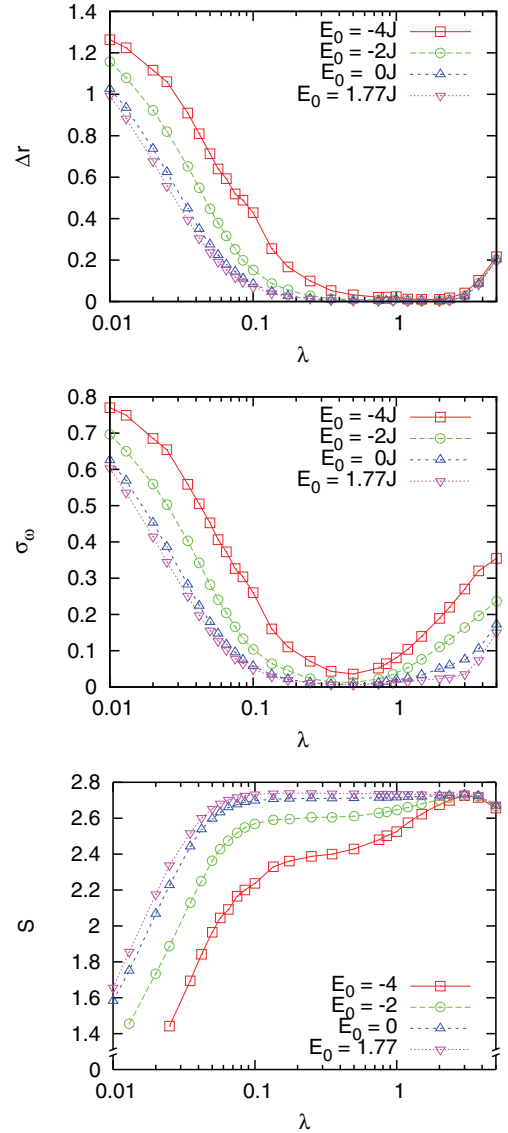 1.4
1.2
1
0.8
0.6
0.4
0.2
0
Δr
E₀ = -4J
E₀ = -2J
E₀ = 0J
E₀ = 1.77J
0.01 0.1 1
λ
0.8
0.7
0.6
0.5
0.4
0.3
0.2
0.1
0
σω
E₀ = -4J
E₀ = -2J
E₀ = 0J
E₀ = 1.77J
0.01 0.1 1
λ
2.8
2.6
2.4
2.2
2
1.8
1.6
1.4
0
S
E₀ = -4
E₀ = -2
E₀ = 0
E₀ = 1.77
0.01 0.1 1
λ